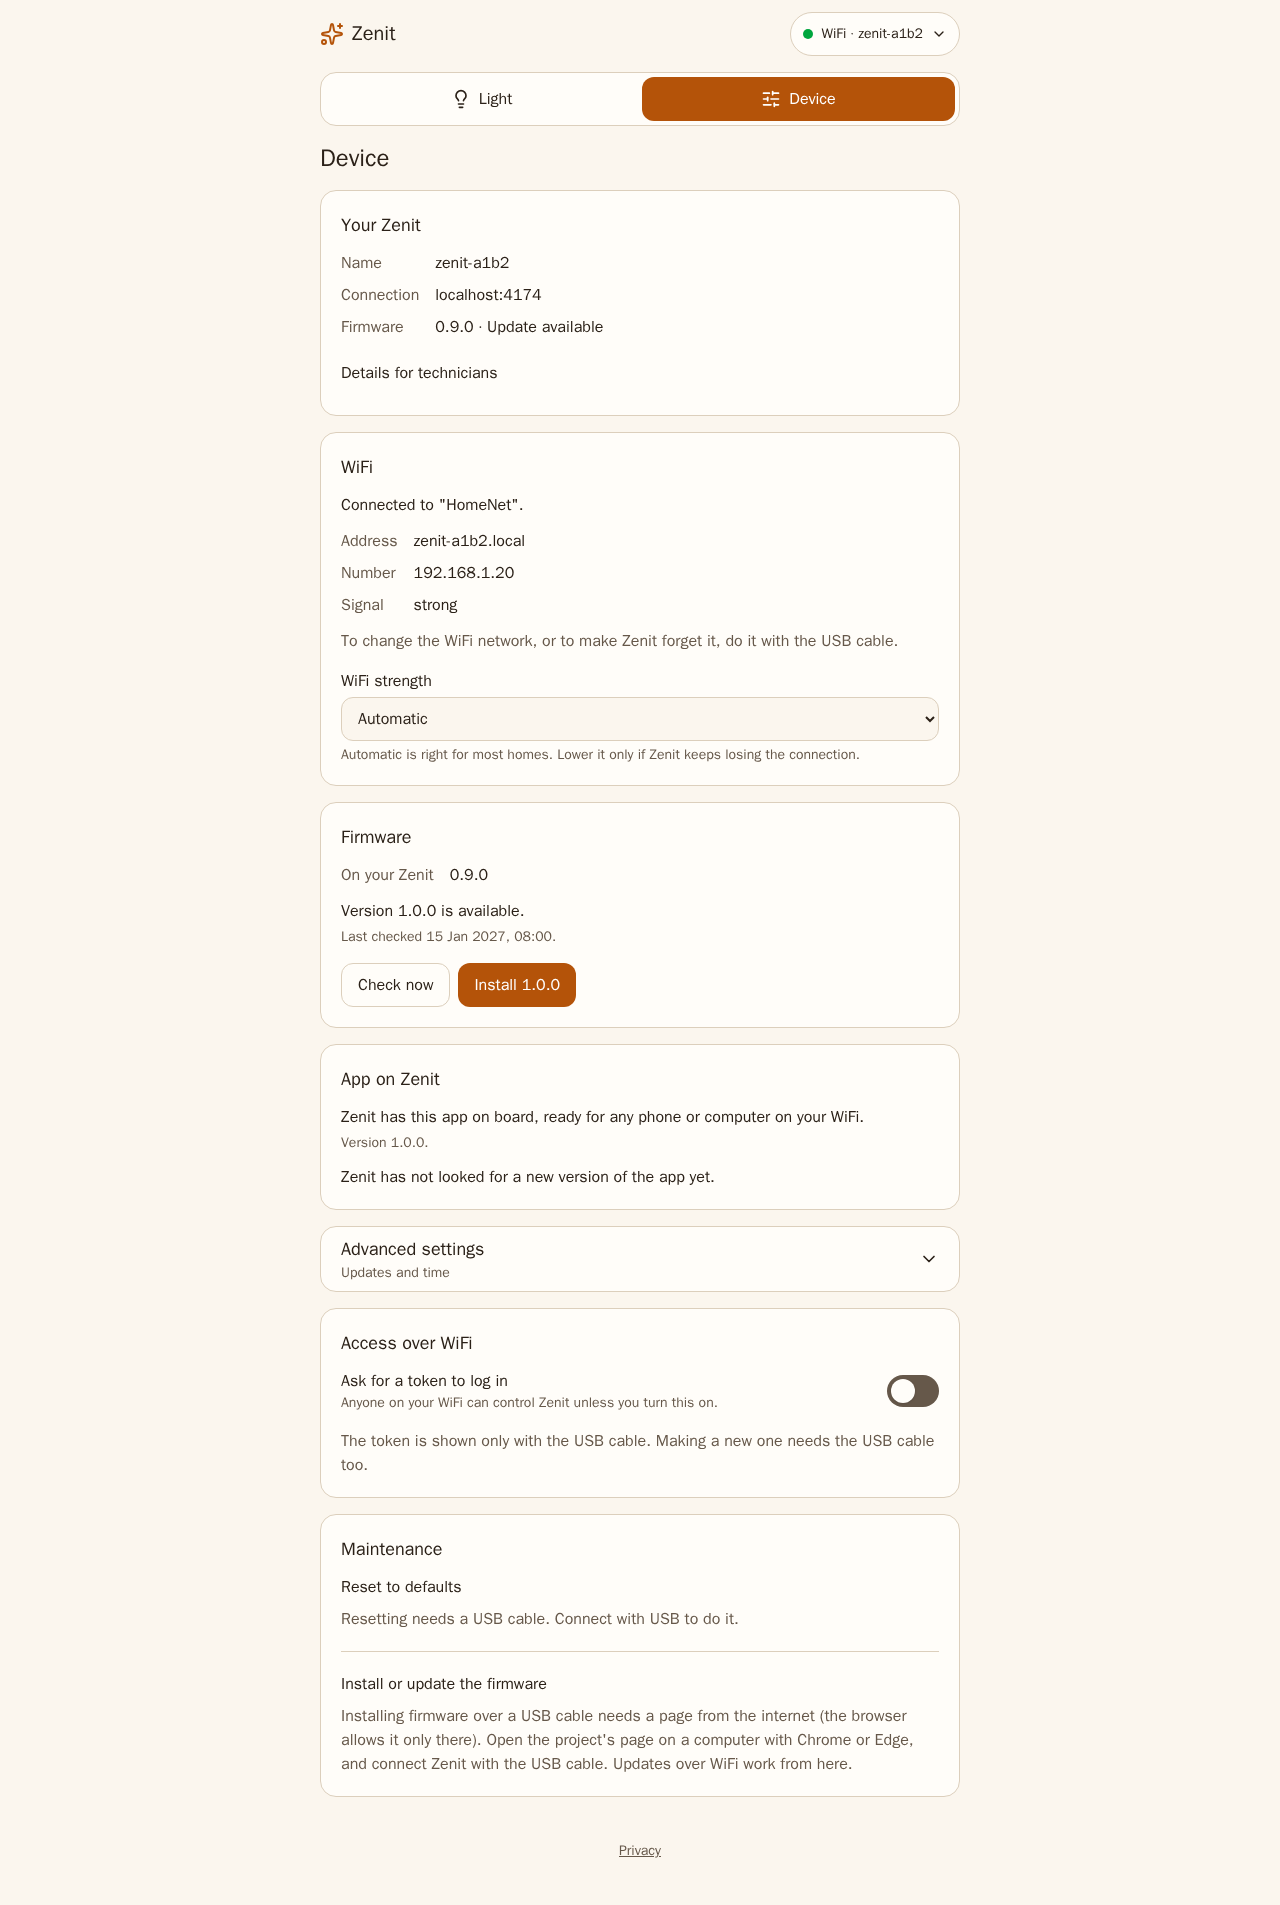 Zenit
WiFi · zenit-a1b2
Light
Device
Device
Your Zenit
Name zenit-a1b2
Connection localhost:4174
Firmware 0.9.0 · Update available
Details for technicians
WiFi
Connected to "HomeNet".
Address zenit-a1b2.local
Number 192.168.1.20
Signal strong
To change the WiFi network, or to make Zenit forget it, do it with the USB cable.
WiFi strength
Automatic
Automatic is right for most homes. Lower it only if Zenit keeps losing the connection.
Firmware
On your Zenit 0.9.0
Version 1.0.0 is available.
Last checked 15 Jan 2027, 08:00.
Check now
Install 1.0.0
App on Zenit
Zenit has this app on board, ready for any phone or computer on your WiFi.
Version 1.0.0.
Zenit has not looked for a new version of the app yet.
Advanced settings
Updates and time
Access over WiFi
Ask for a token to log in
Anyone on your WiFi can control Zenit unless you turn this on.
The token is shown only with the USB cable. Making a new one needs the USB cable
too.
Maintenance
Reset to defaults
Resetting needs a USB cable. Connect with USB to do it.
Install or update the firmware
Installing firmware over a USB cable needs a page from the internet (the browser
allows it only there). Open the project's page on a computer with Chrome or Edge,
and connect Zenit with the USB cable. Updates over WiFi work from here.
Privacy